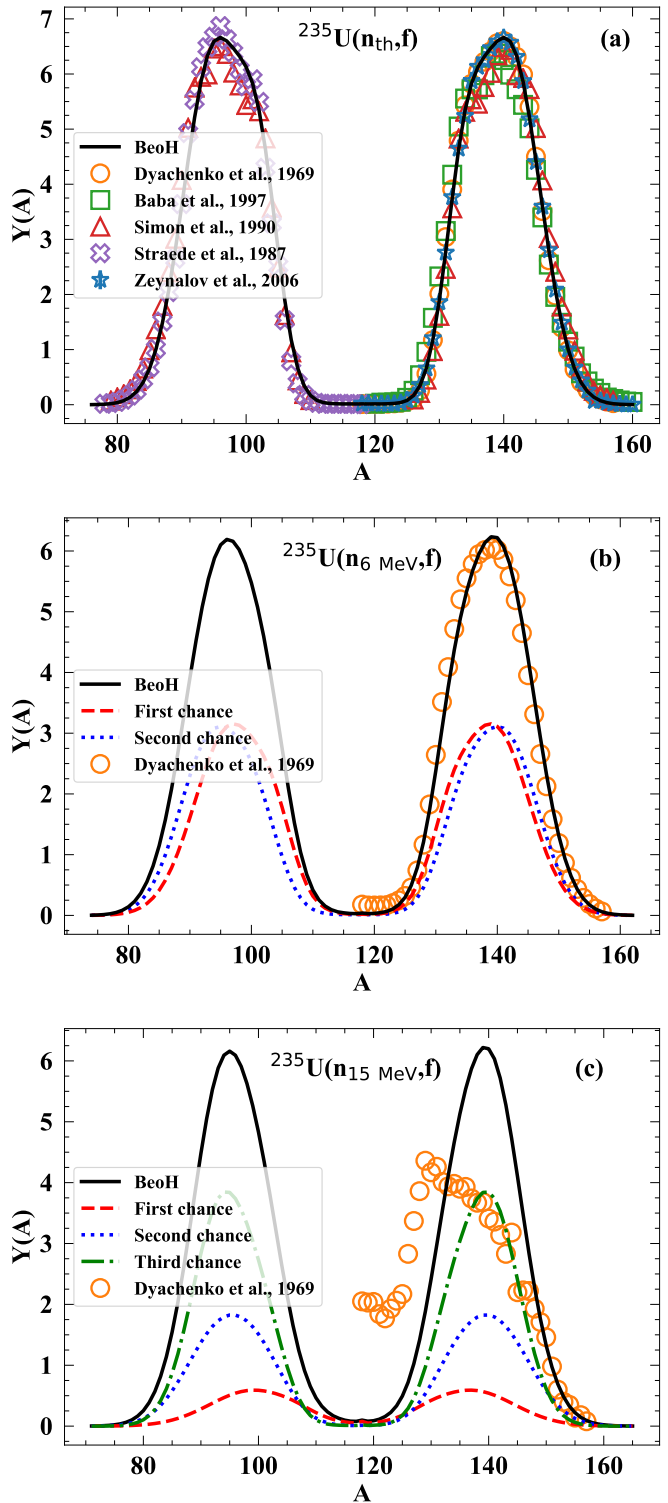 ²³⁵U(nₜₕ,f)
(a)
Y(A)
7
6
5
4
3
2
1
0
BeoH
Dyachenko et al., 1969
Baba et al., 1997
Simon et al., 1990
Straede et al., 1987
Zeynalov et al., 2006
80 100 120 140 160
A
²³⁵U(n₆ MeV,f)
(b)
Y(A)
6
5
4
3
2
1
0
BeoH
First chance
Second chance
Dyachenko et al., 1969
80 100 120 140 160
A
²³⁵U(n₁₅ MeV,f)
(c)
Y(A)
6
5
4
3
2
1
0
BeoH
First chance
Second chance
Third chance
Dyachenko et al., 1969
80 100 120 140 160
A